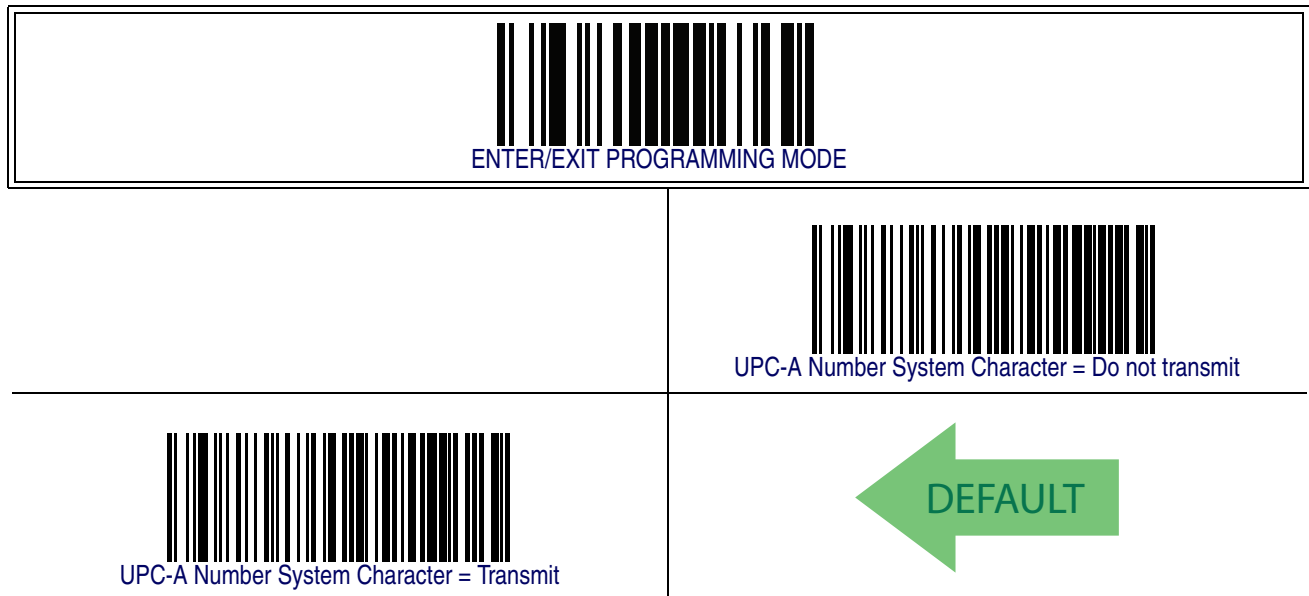 ENTER/EXIT PROGRAMMING MODE
UPC-A Number System Character = Do not transmit
UPC-A Number System Character = Transmit
DEFAULT